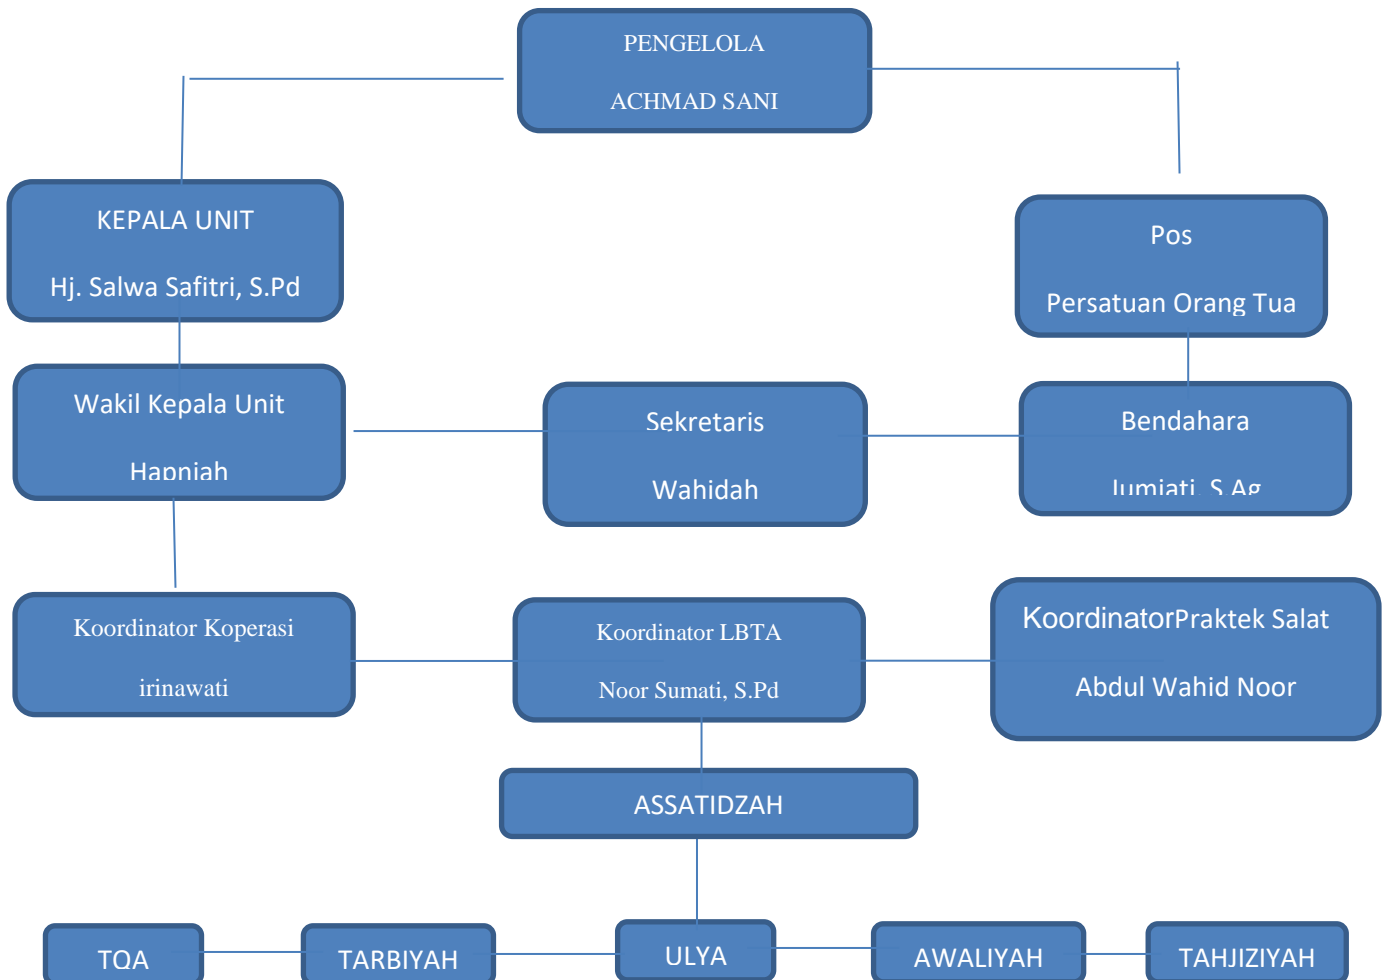 PENGELOLA
ACHMAD SANI
KEPALA UNIT
Hj. Salwa Safitri, S.Pd
Pos
Persatuan Orang Tua
Wakil Kepala Unit
Hapniah
Sekretaris
Wahidah
Bendahara
Jumiati, S.Ag
Koordinator Koperasi
irinawati
Koordinator LBTA
Noor Sumati, S.Pd
KoordinatorPraktek Salat
Abdul Wahid Noor
ASSATIDZAH
TQA
TARBIYAH
ULYA
AWALIYAH
TAHJIZIYAH